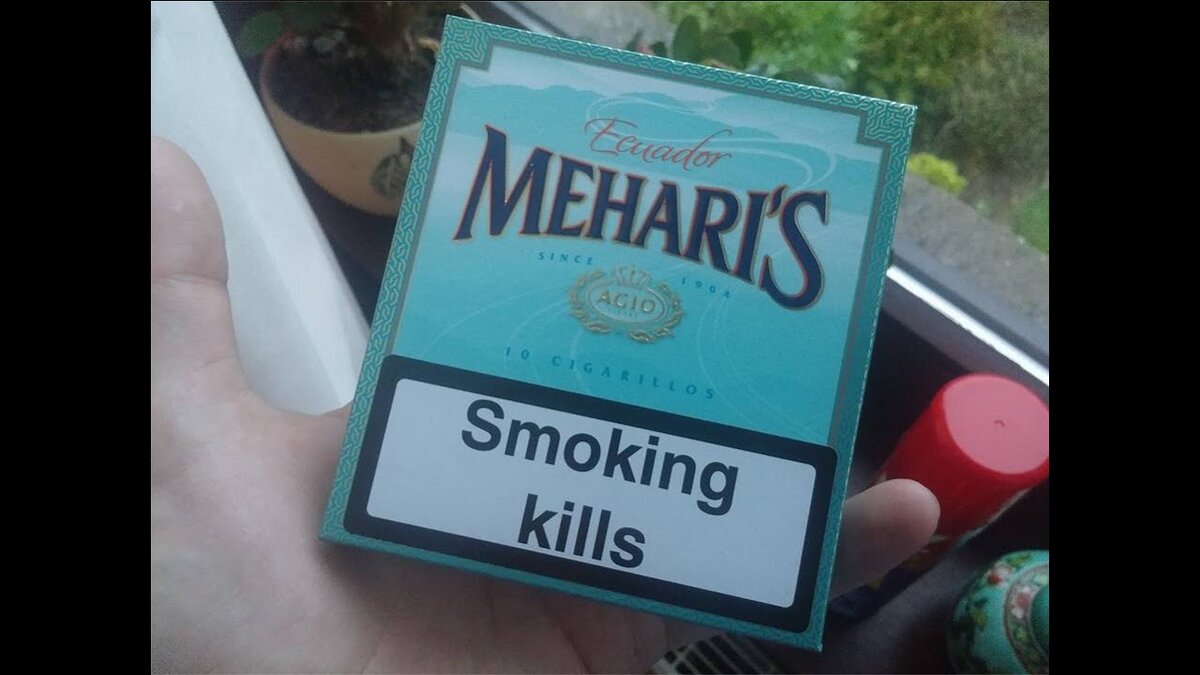 Ecuador
MEHARI'S
SINCE 1904
AGIO
10 CIGARILLOS
Smoking
kills